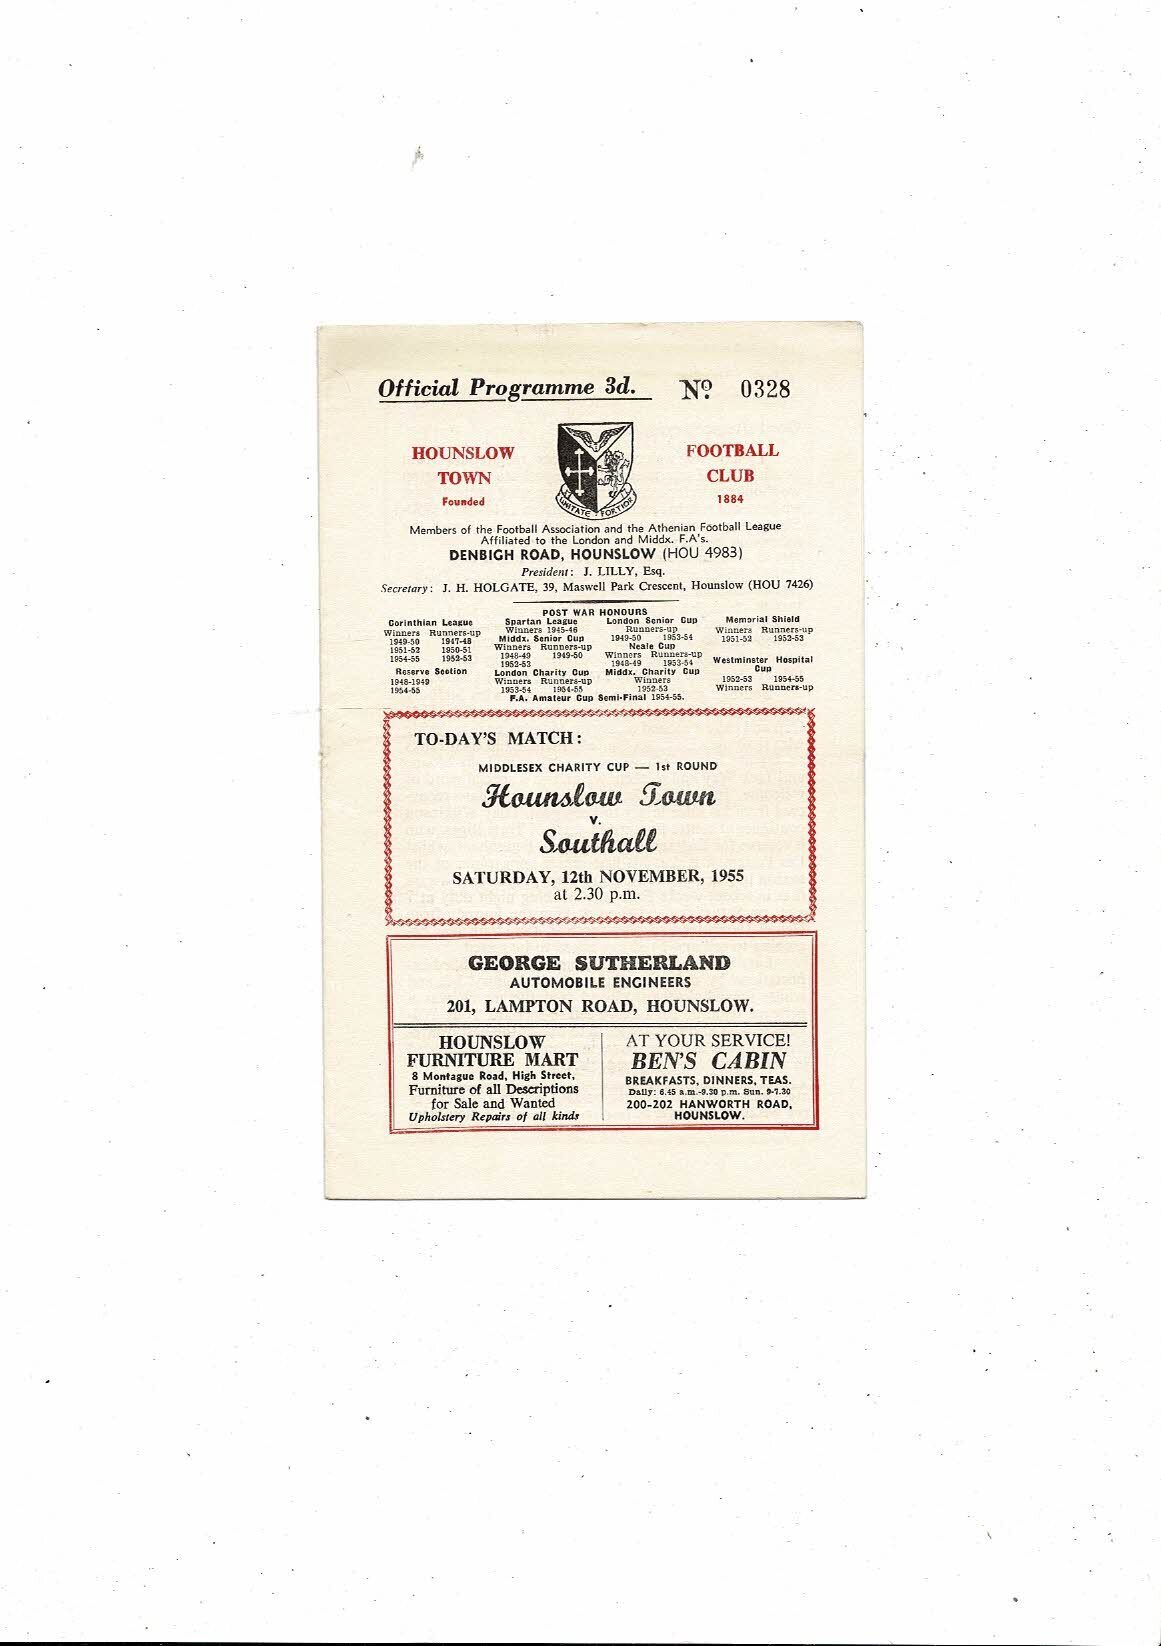 Official Programme 3d. Nº 0328
HOUNSLOW FOOTBALL
TOWN CLUB
Founded 1884
UNITATE FORTIOR
Members of the Football Association and the Athenian Football League
Affiliated to the London and Middx. F.A's.
DENBIGH ROAD, HOUNSLOW (HOU 4983)
President: J. LILLY, Esq.
Secretary: J. H. HOLGATE, 39, Maswell Park Crescent, Hounslow (HOU 7426)
POST WAR HONOURS
Corinthian League
Winners Runners-up
1949-50 1947-48
1951-52 1950-51
1954-55 1952-53
Reserve Section
1948-1949
1954-55
Spartan League
Winners 1945-46
Middx. Senior Cup
Winners Runners-up
1948-49 1949-50
1952-53
London Charity Cup
Winners Runners-up
1953-54 1954-55
London Senior Cup
Runners-up
1949-50 1953-54
Neale Cup
Winners Runners-up
1948-49 1953-54
Middx. Charity Cup
Winners
1952-53
Memorial Shield
Winners Runners-up
1951-52 1952-53
Westminster Hospital
Cup
1952-53 1954-55
Winners Runners-up
F.A. Amateur Cup Semi-Final 1954-55.
TO-DAY'S MATCH:
MIDDLESEX CHARITY CUP — 1st ROUND
Hounslow Town
v.
Southall
SATURDAY, 12th NOVEMBER, 1955
at 2.30 p.m.
GEORGE SUTHERLAND
AUTOMOBILE ENGINEERS
201, LAMPTON ROAD, HOUNSLOW.
HOUNSLOW
FURNITURE MART
8 Montague Road, High Street,
Furniture of all Descriptions
for Sale and Wanted
Upholstery Repairs of all kinds
AT YOUR SERVICE!
BEN'S CABIN
BREAKFASTS, DINNERS, TEAS.
Daily: 6.45 a.m.-9.30 p.m. Sun. 9-7.30
200-202 HANWORTH ROAD,
HOUNSLOW.